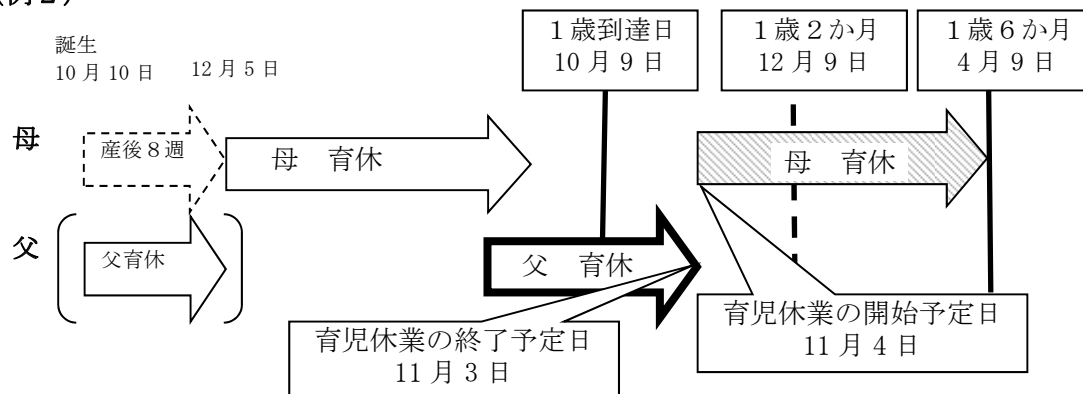 (例2)
誕生
10月10日 12月5日
1歳到達日
10月9日
1歳2か月
12月9日
1歳6か月
4月9日
母
産後8週
母 育休
母 育休
父
父育休
父 育休
育児休業の終了予定日
11月3日
育児休業の開始予定日
11月4日